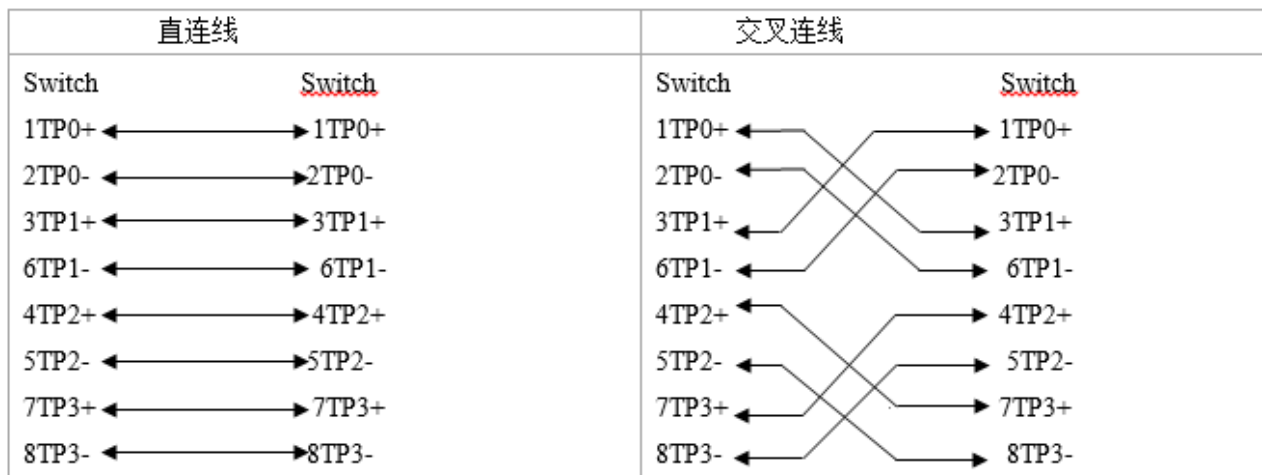 直连线 交叉连线
Switch Switch Switch Switch
1TP0+ 1TP0+ 1TP0+ 1TP0+
2TP0- 2TP0- 2TP0- 2TP0-
3TP1+ 3TP1+ 3TP1+ 3TP1+
6TP1- 6TP1- 6TP1- 6TP1-
4TP2+ 4TP2+ 4TP2+ 4TP2+
5TP2- 5TP2- 5TP2- 5TP2-
7TP3+ 7TP3+ 7TP3+ 7TP3+
8TP3- 8TP3- 8TP3- 8TP3-